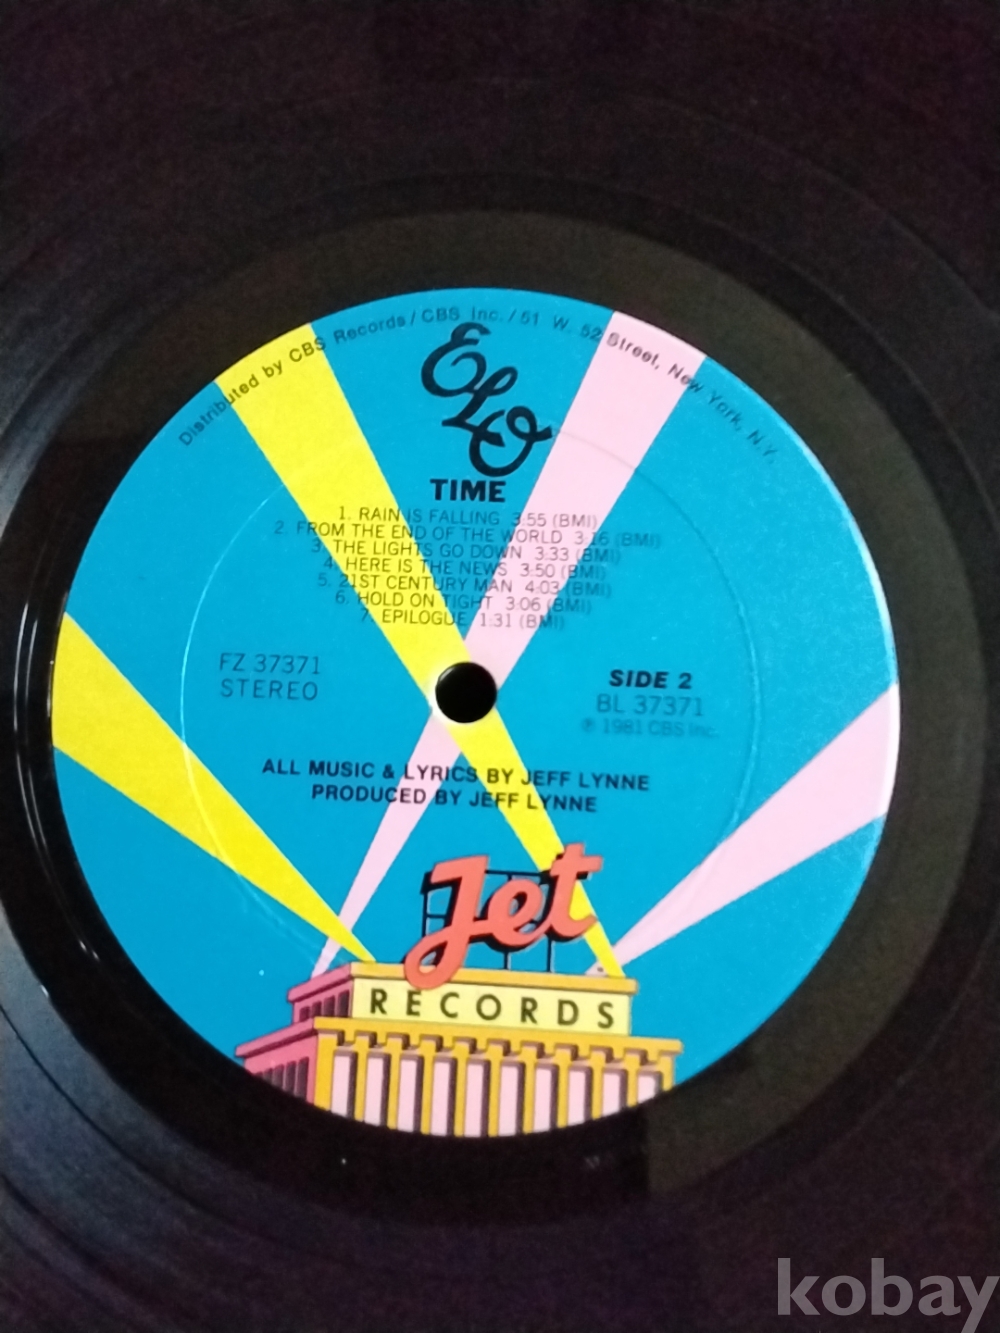 Distributed by CBS Records / CBS Inc. / 51 W. 52 Street, New York, N.Y.
ELO
TIME
1. RAIN IS FALLING 3:55 (BMI)
2. FROM THE END OF THE WORLD 3:16 (BMI)
3. THE LIGHTS GO DOWN 3:33 (BMI)
4. HERE IS THE NEWS 3:50 (BMI)
5. 21ST CENTURY MAN 4:03 (BMI)
6. HOLD ON TIGHT 3:06 (BMI)
7. EPILOGUE 1:31 (BMI)
FZ 37371
STEREO
SIDE 2
BL 37371
℗ 1981 CBS Inc.
ALL MUSIC & LYRICS BY JEFF LYNNE
PRODUCED BY JEFF LYNNE
Jet
RECORDS
kobay